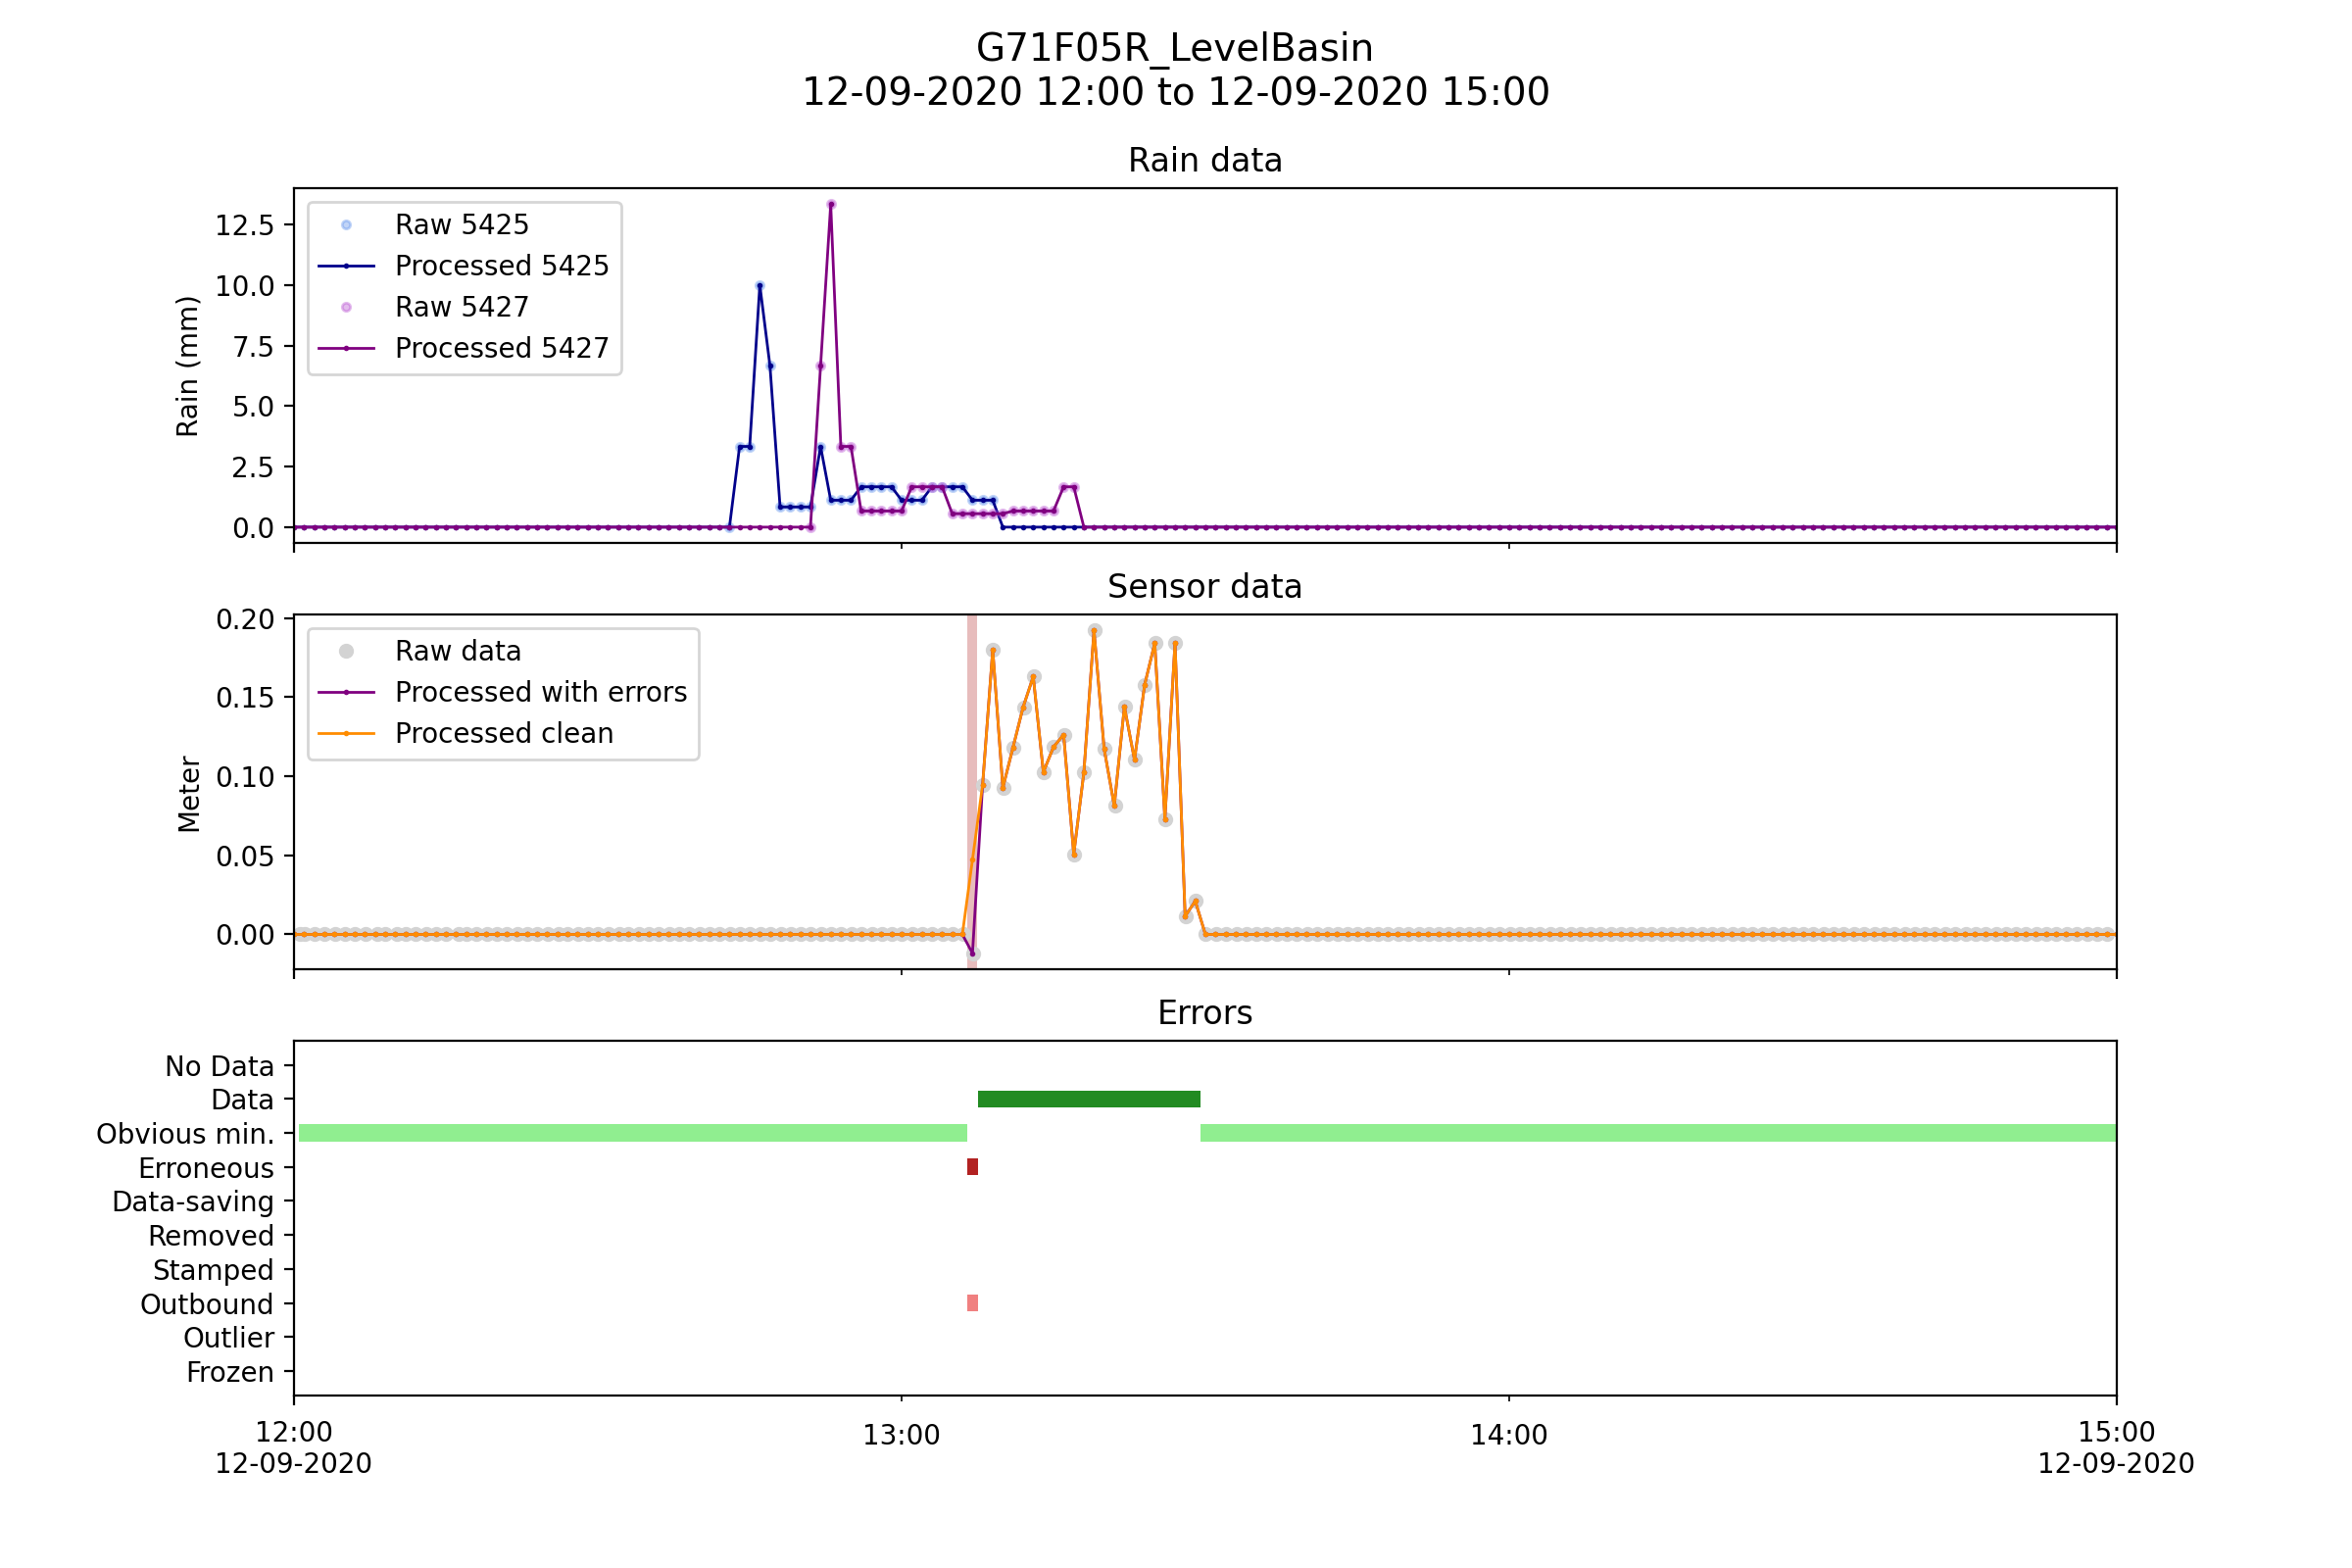 G71F05R_LevelBasin
12-09-2020 12:00 to 12-09-2020 15:00
Rain data
Rain (mm)
12.5
10.0
7.5
5.0
2.5
0.0
Raw 5425
Processed 5425
Raw 5427
Processed 5427
Sensor data
Meter
0.20
0.15
0.10
0.05
0.00
Raw data
Processed with errors
Processed clean
Errors
No Data
Data
Obvious min.
Erroneous
Data-saving
Removed
Stamped
Outbound
Outlier
Frozen
12:00
12-09-2020
13:00
14:00
15:00
12-09-2020